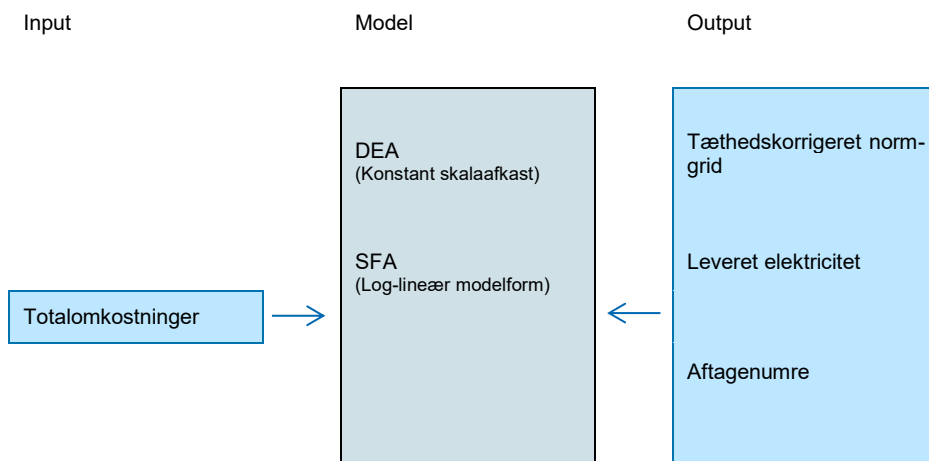 Input
Model
Output
DEA
(Konstant skalaafkast)
SFA
(Log-lineær modelform)
Totalomkostninger
Tæthedskorrigeret norm-
grid
Leveret elektricitet
Aftagenumre